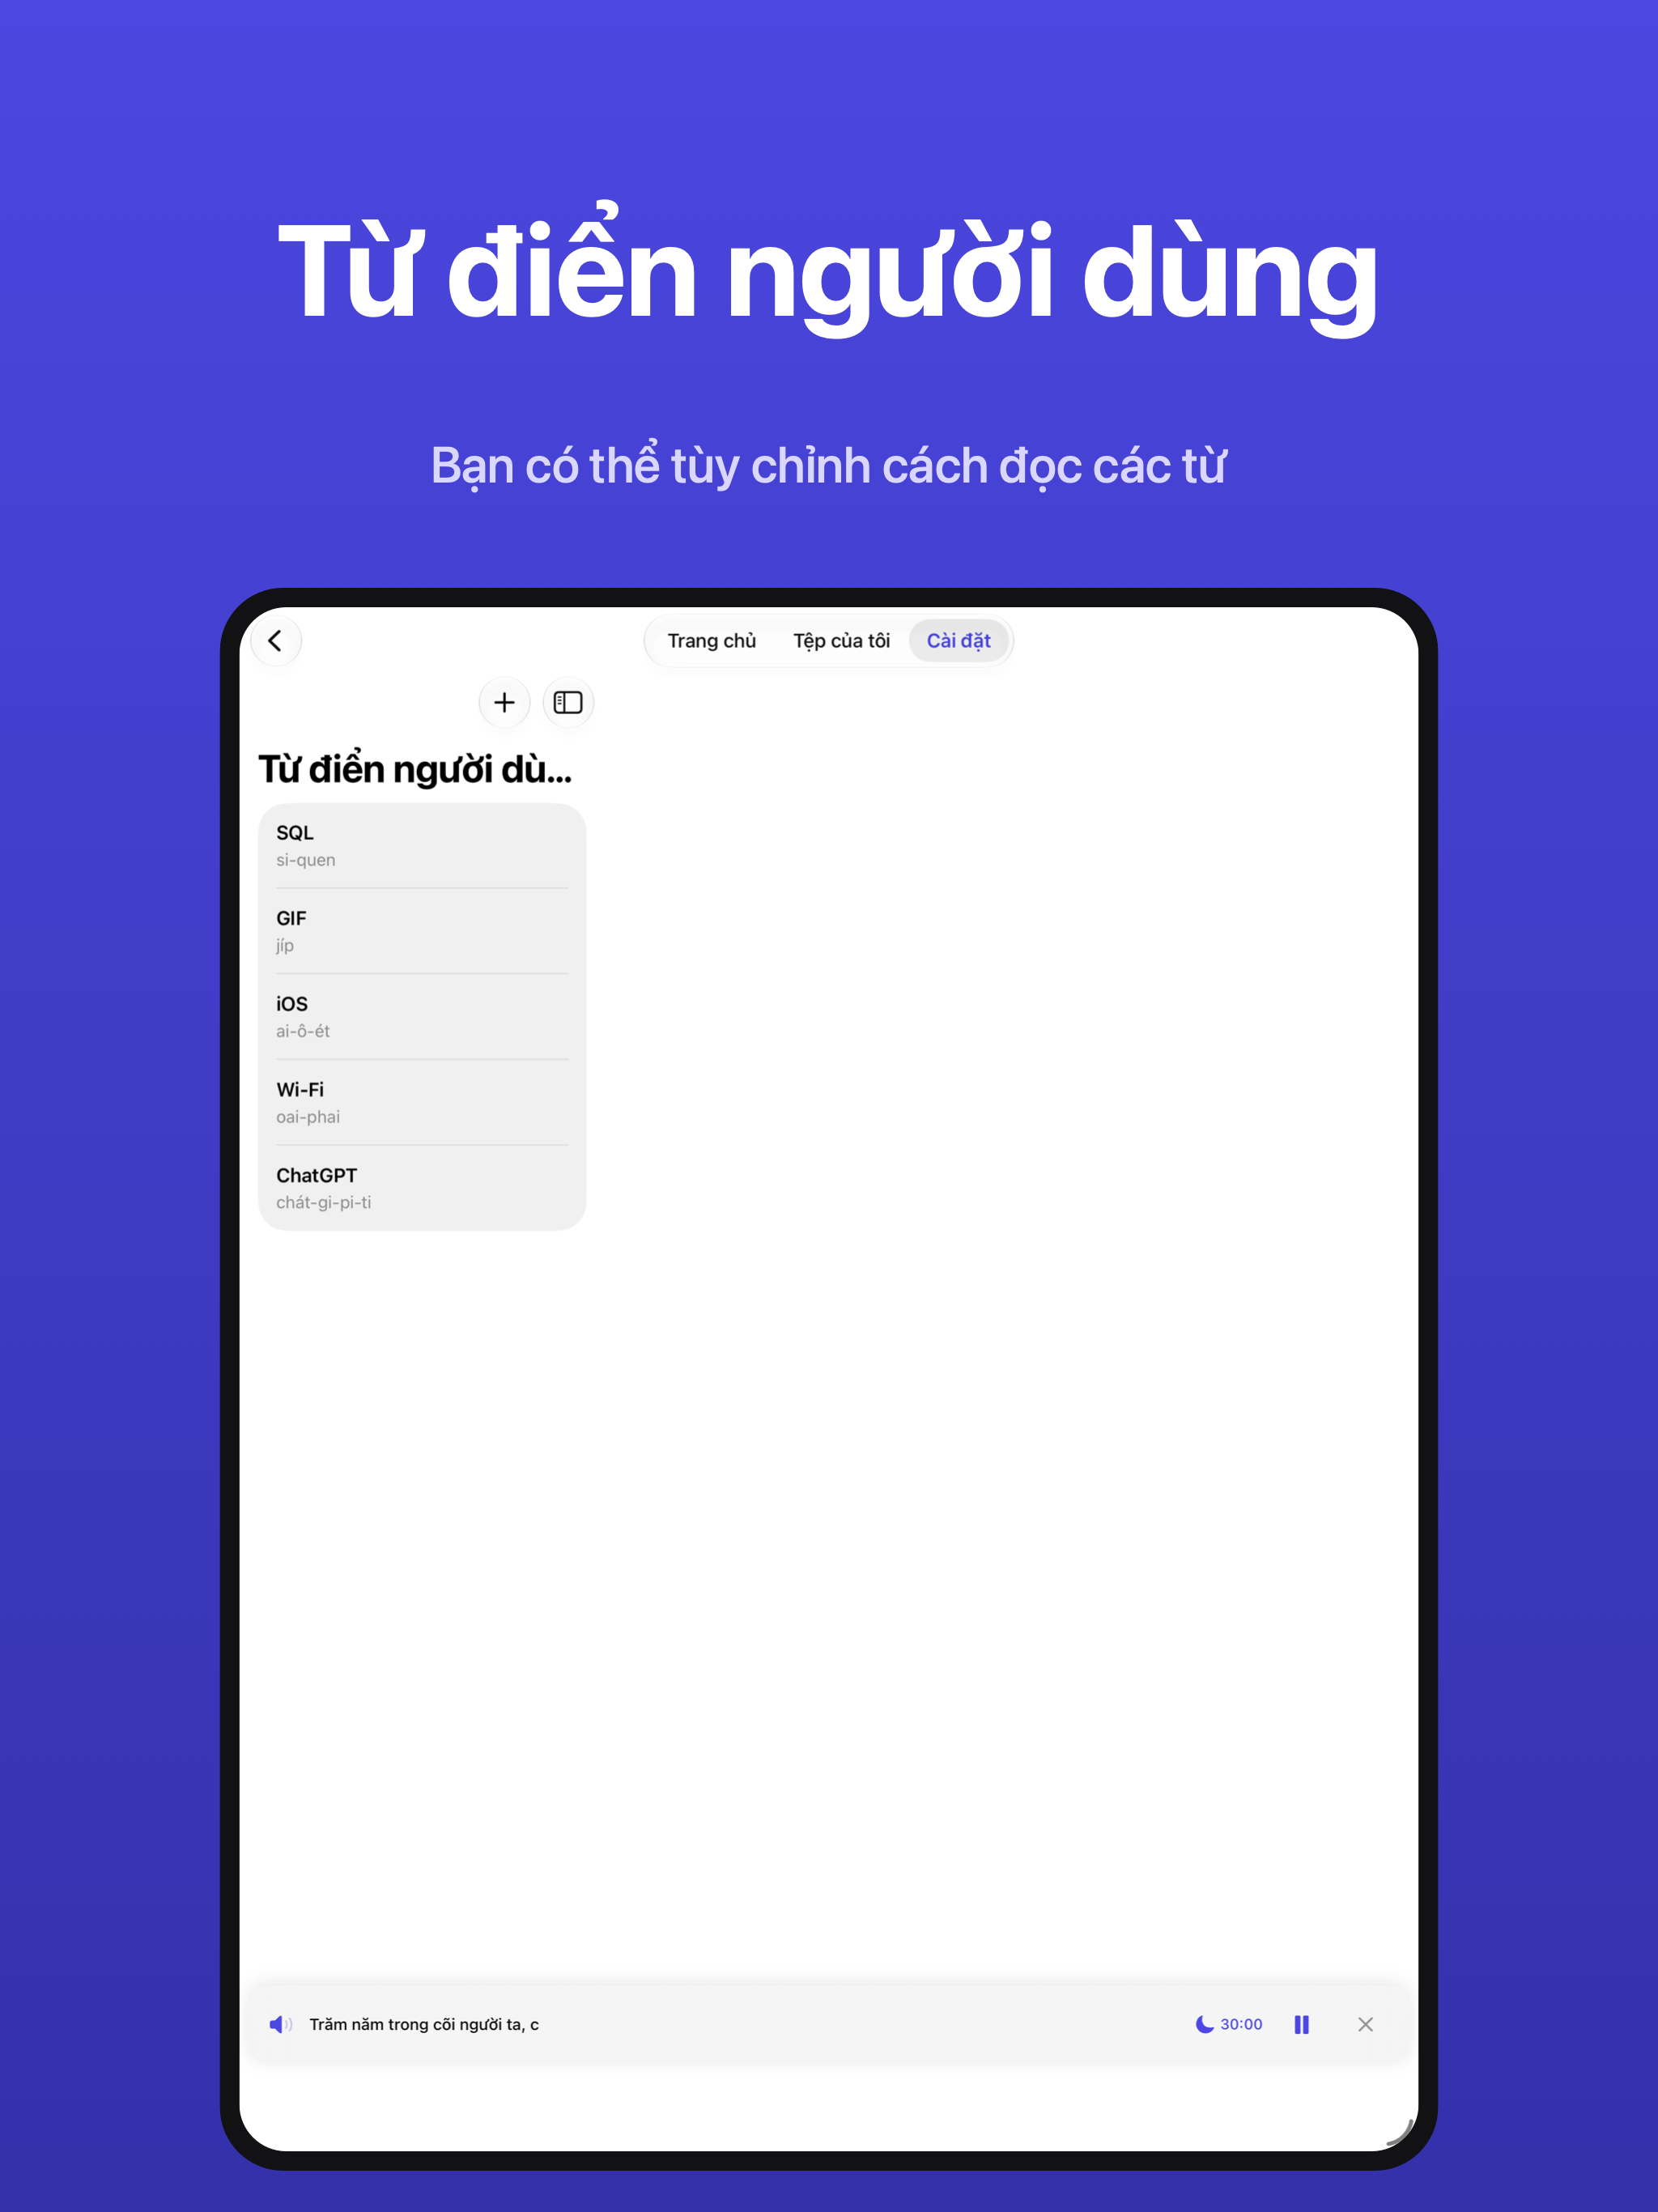 Từ điển người dùng
Bạn có thể tùy chỉnh cách đọc các từ
Trang chủ Tệp của tôi Cài đặt
Từ điển người dù...
SQL
si-quen
GIF
jíp
iOS
ai-ô-ét
Wi-Fi
oai-phai
ChatGPT
chát-gi-pi-ti
Trăm năm trong cõi người ta, c 30:00